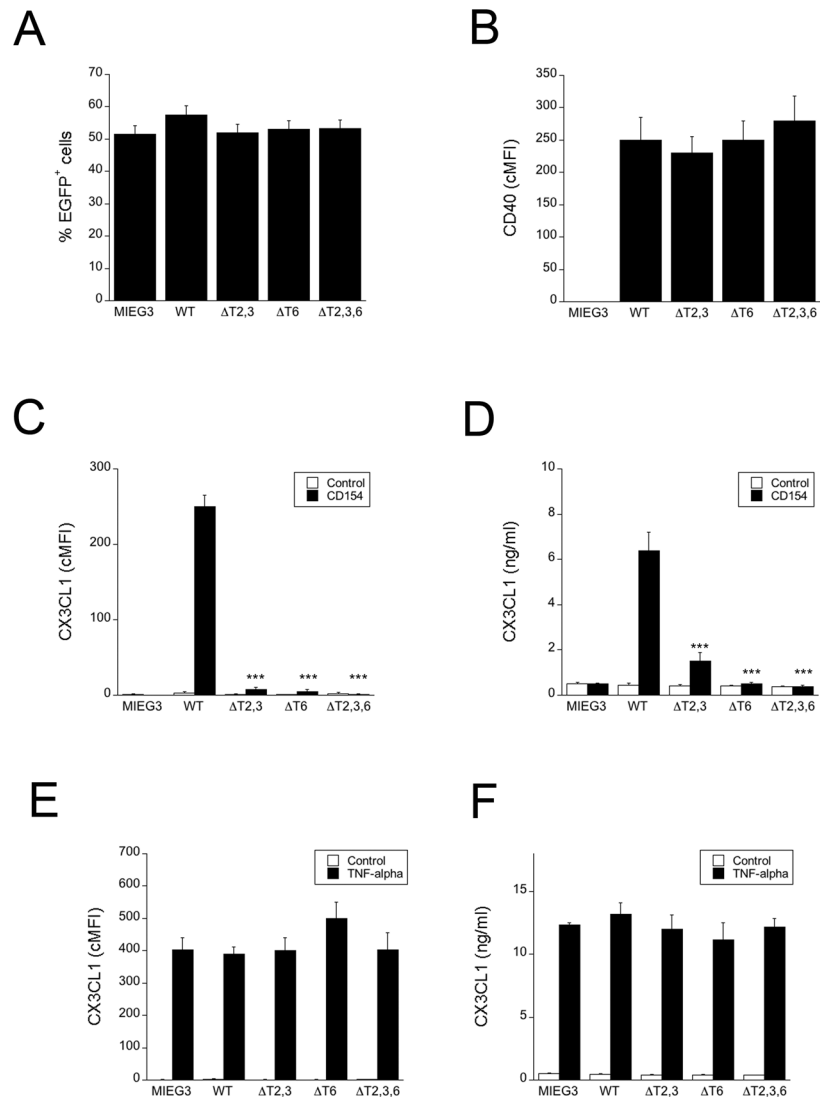 A
% EGFP+ cells
70
60
50
40
30
20
10
0
MIEG3 WT ΔT2,3 ΔT6 ΔT2,3,6
B
CD40 (cMFI)
350
300
250
200
150
100
50
0
MIEG3 WT ΔT2,3 ΔT6 ΔT2,3,6
C
CX3CL1 (cMFI)
300
200
100
0
Control
CD154
*** *** ***
MIEG3 WT ΔT2,3 ΔT6 ΔT2,3,6
D
CX3CL1 (ng/ml)
10
8
6
4
2
0
Control
CD154
***
*** ***
MIEG3 WT ΔT2,3 ΔT6 ΔT2,3,6
E
CX3CL1 (cMFI)
700
600
500
400
300
200
100
0
Control
TNF-alpha
MIEG3 WT ΔT2,3 ΔT6 ΔT2,3,6
F
CX3CL1 (ng/ml)
15
10
5
0
Control
TNF-alpha
MIEG3 WT ΔT2,3 ΔT6 ΔT2,3,6